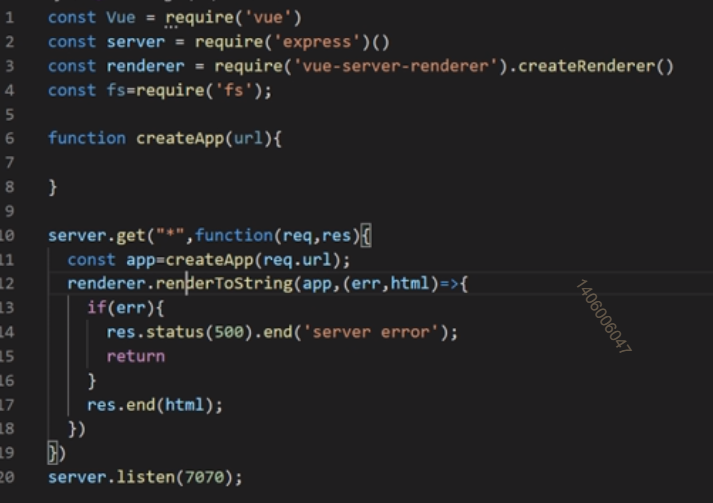 1 const Vue = require('vue')
2 const server = require('express')()
3 const renderer = require('vue-server-renderer').createRenderer()
4 const fs=require('fs');
5
6 function createApp(url){
7
8 }
9
10 server.get("*",function(req,res){
11 const app=createApp(req.url);
12 renderer.renderToString(app,(err,html)=>{
13 if(err){
14 res.status(500).end('server error');
15 return
16 }
17 res.end(html);
18 })
19 })
20 server.listen(7070);
1406006047